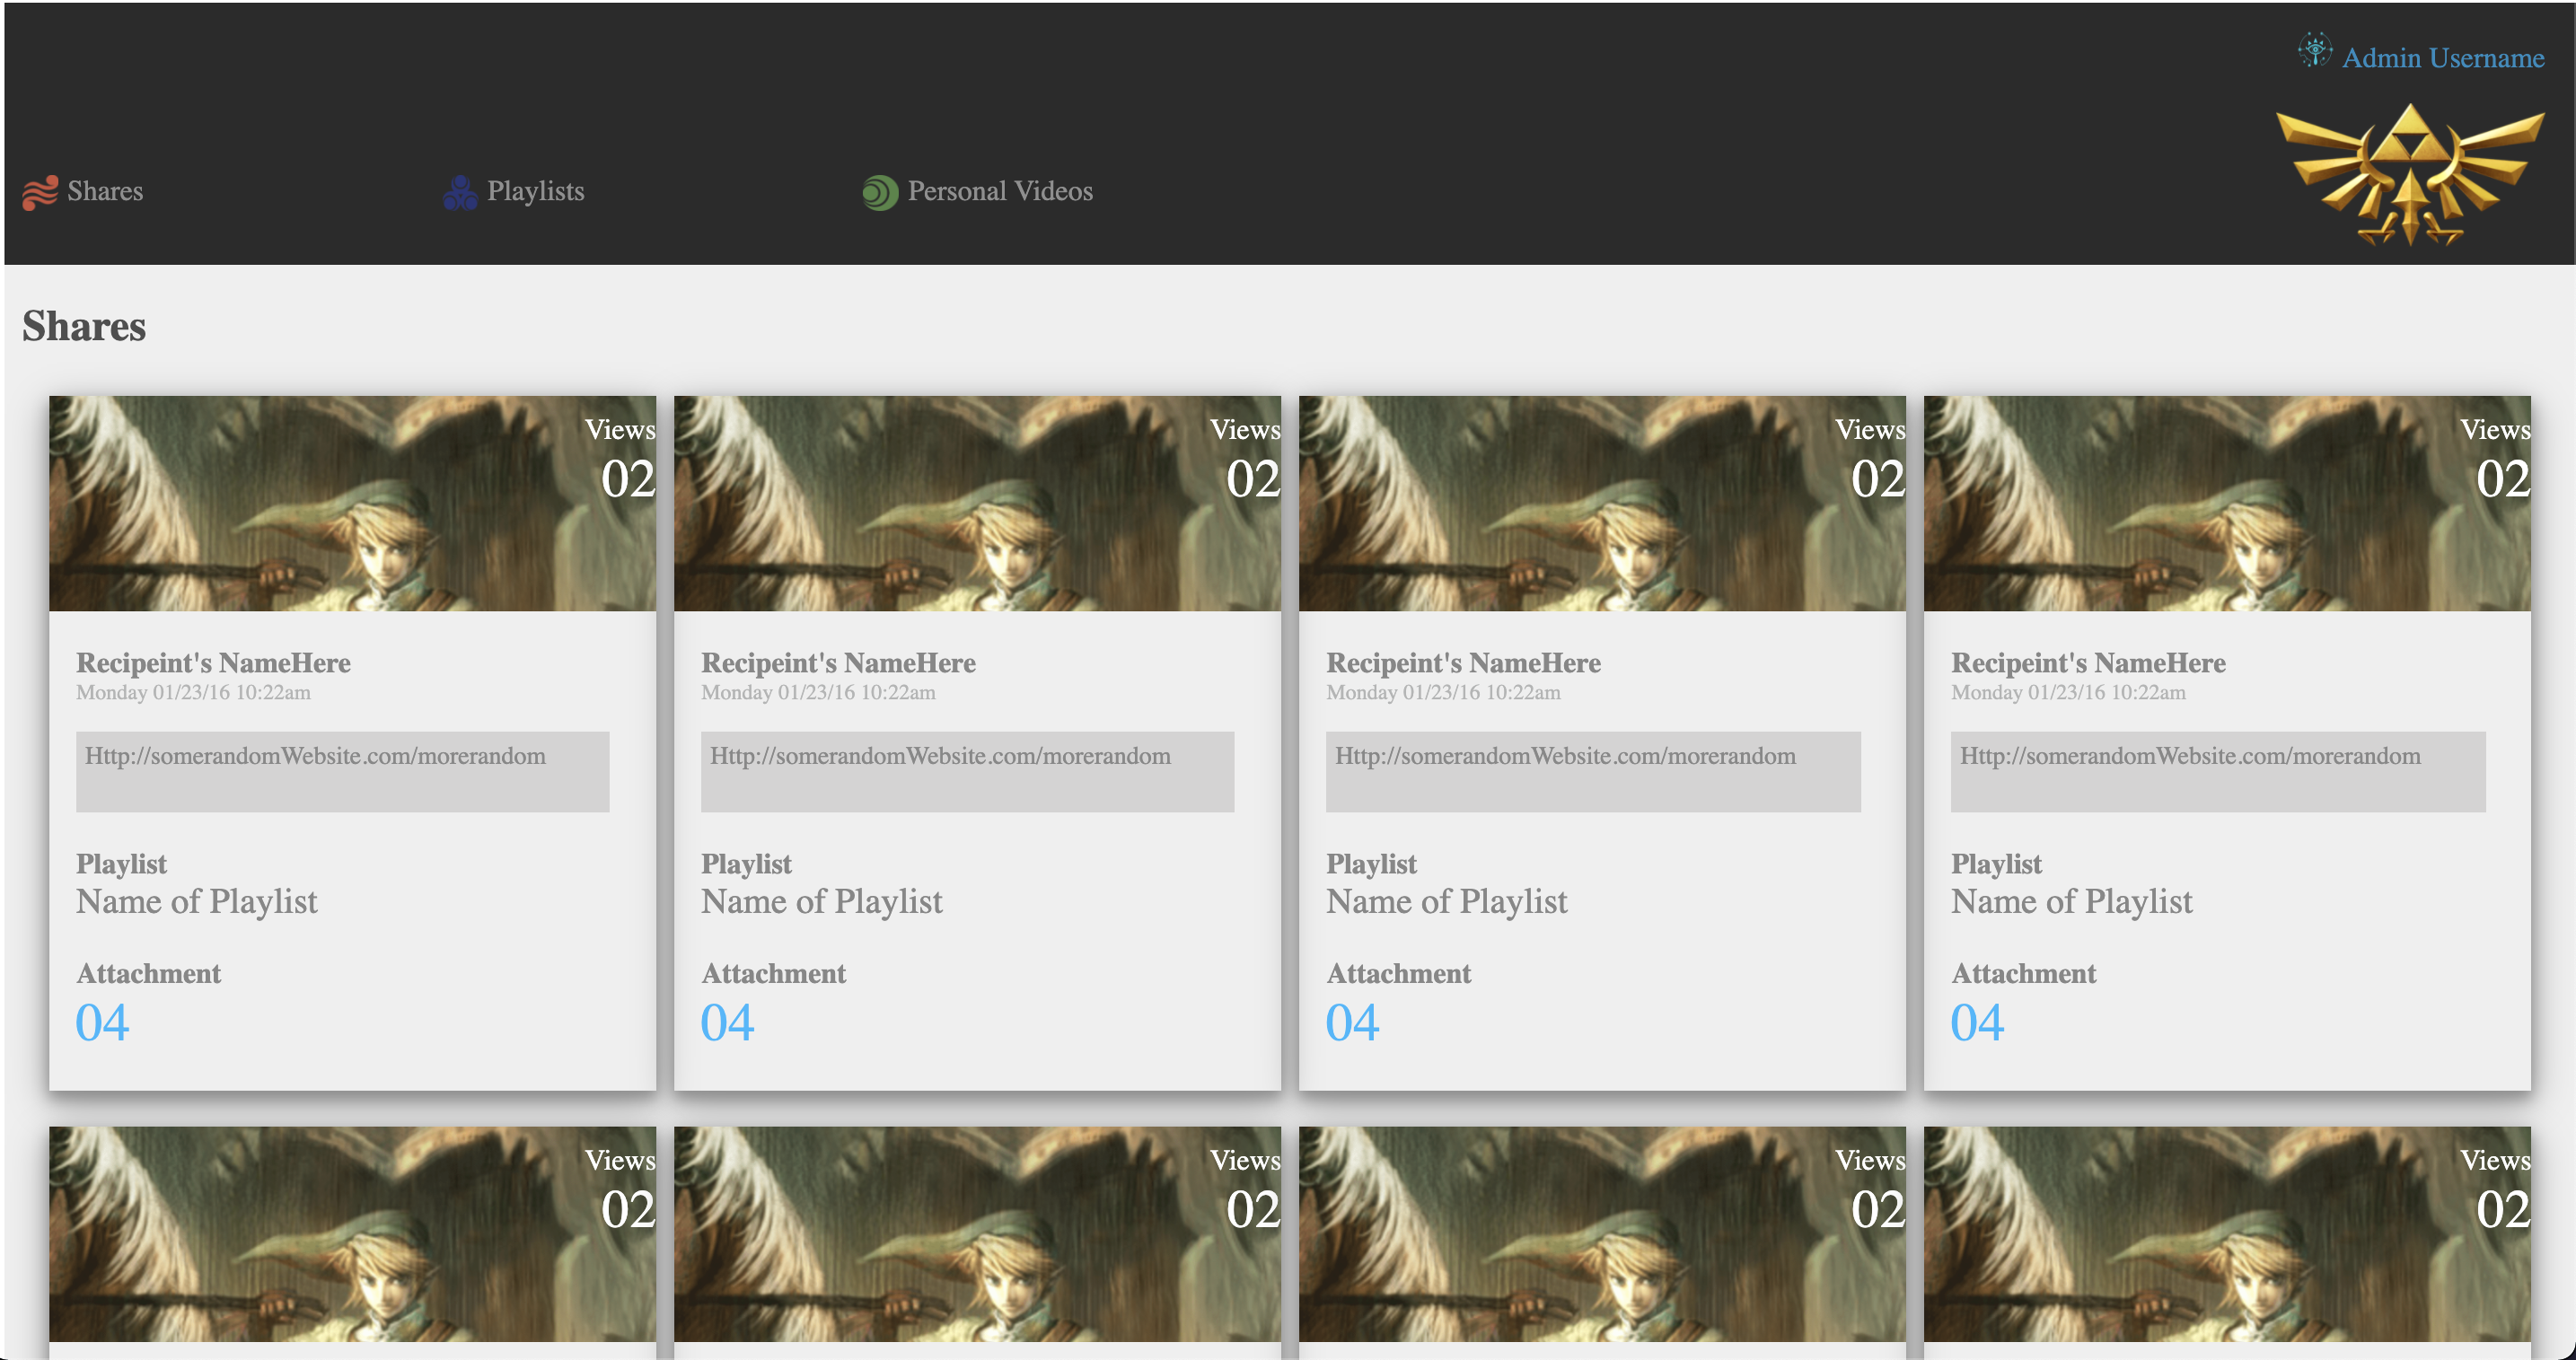 Admin Username
Shares
Playlists
Personal Videos
Shares
Views
02
Recipeint's NameHere
Monday 01/23/16 10:22am
Http://somerandomWebsite.com/morerandom
Playlist
Name of Playlist
Attachment
04
Views
02
Recipeint's NameHere
Monday 01/23/16 10:22am
Http://somerandomWebsite.com/morerandom
Playlist
Name of Playlist
Attachment
04
Views
02
Recipeint's NameHere
Monday 01/23/16 10:22am
Http://somerandomWebsite.com/morerandom
Playlist
Name of Playlist
Attachment
04
Views
02
Recipeint's NameHere
Monday 01/23/16 10:22am
Http://somerandomWebsite.com/morerandom
Playlist
Name of Playlist
Attachment
04
Views
02
Views
02
Views
02
Views
02